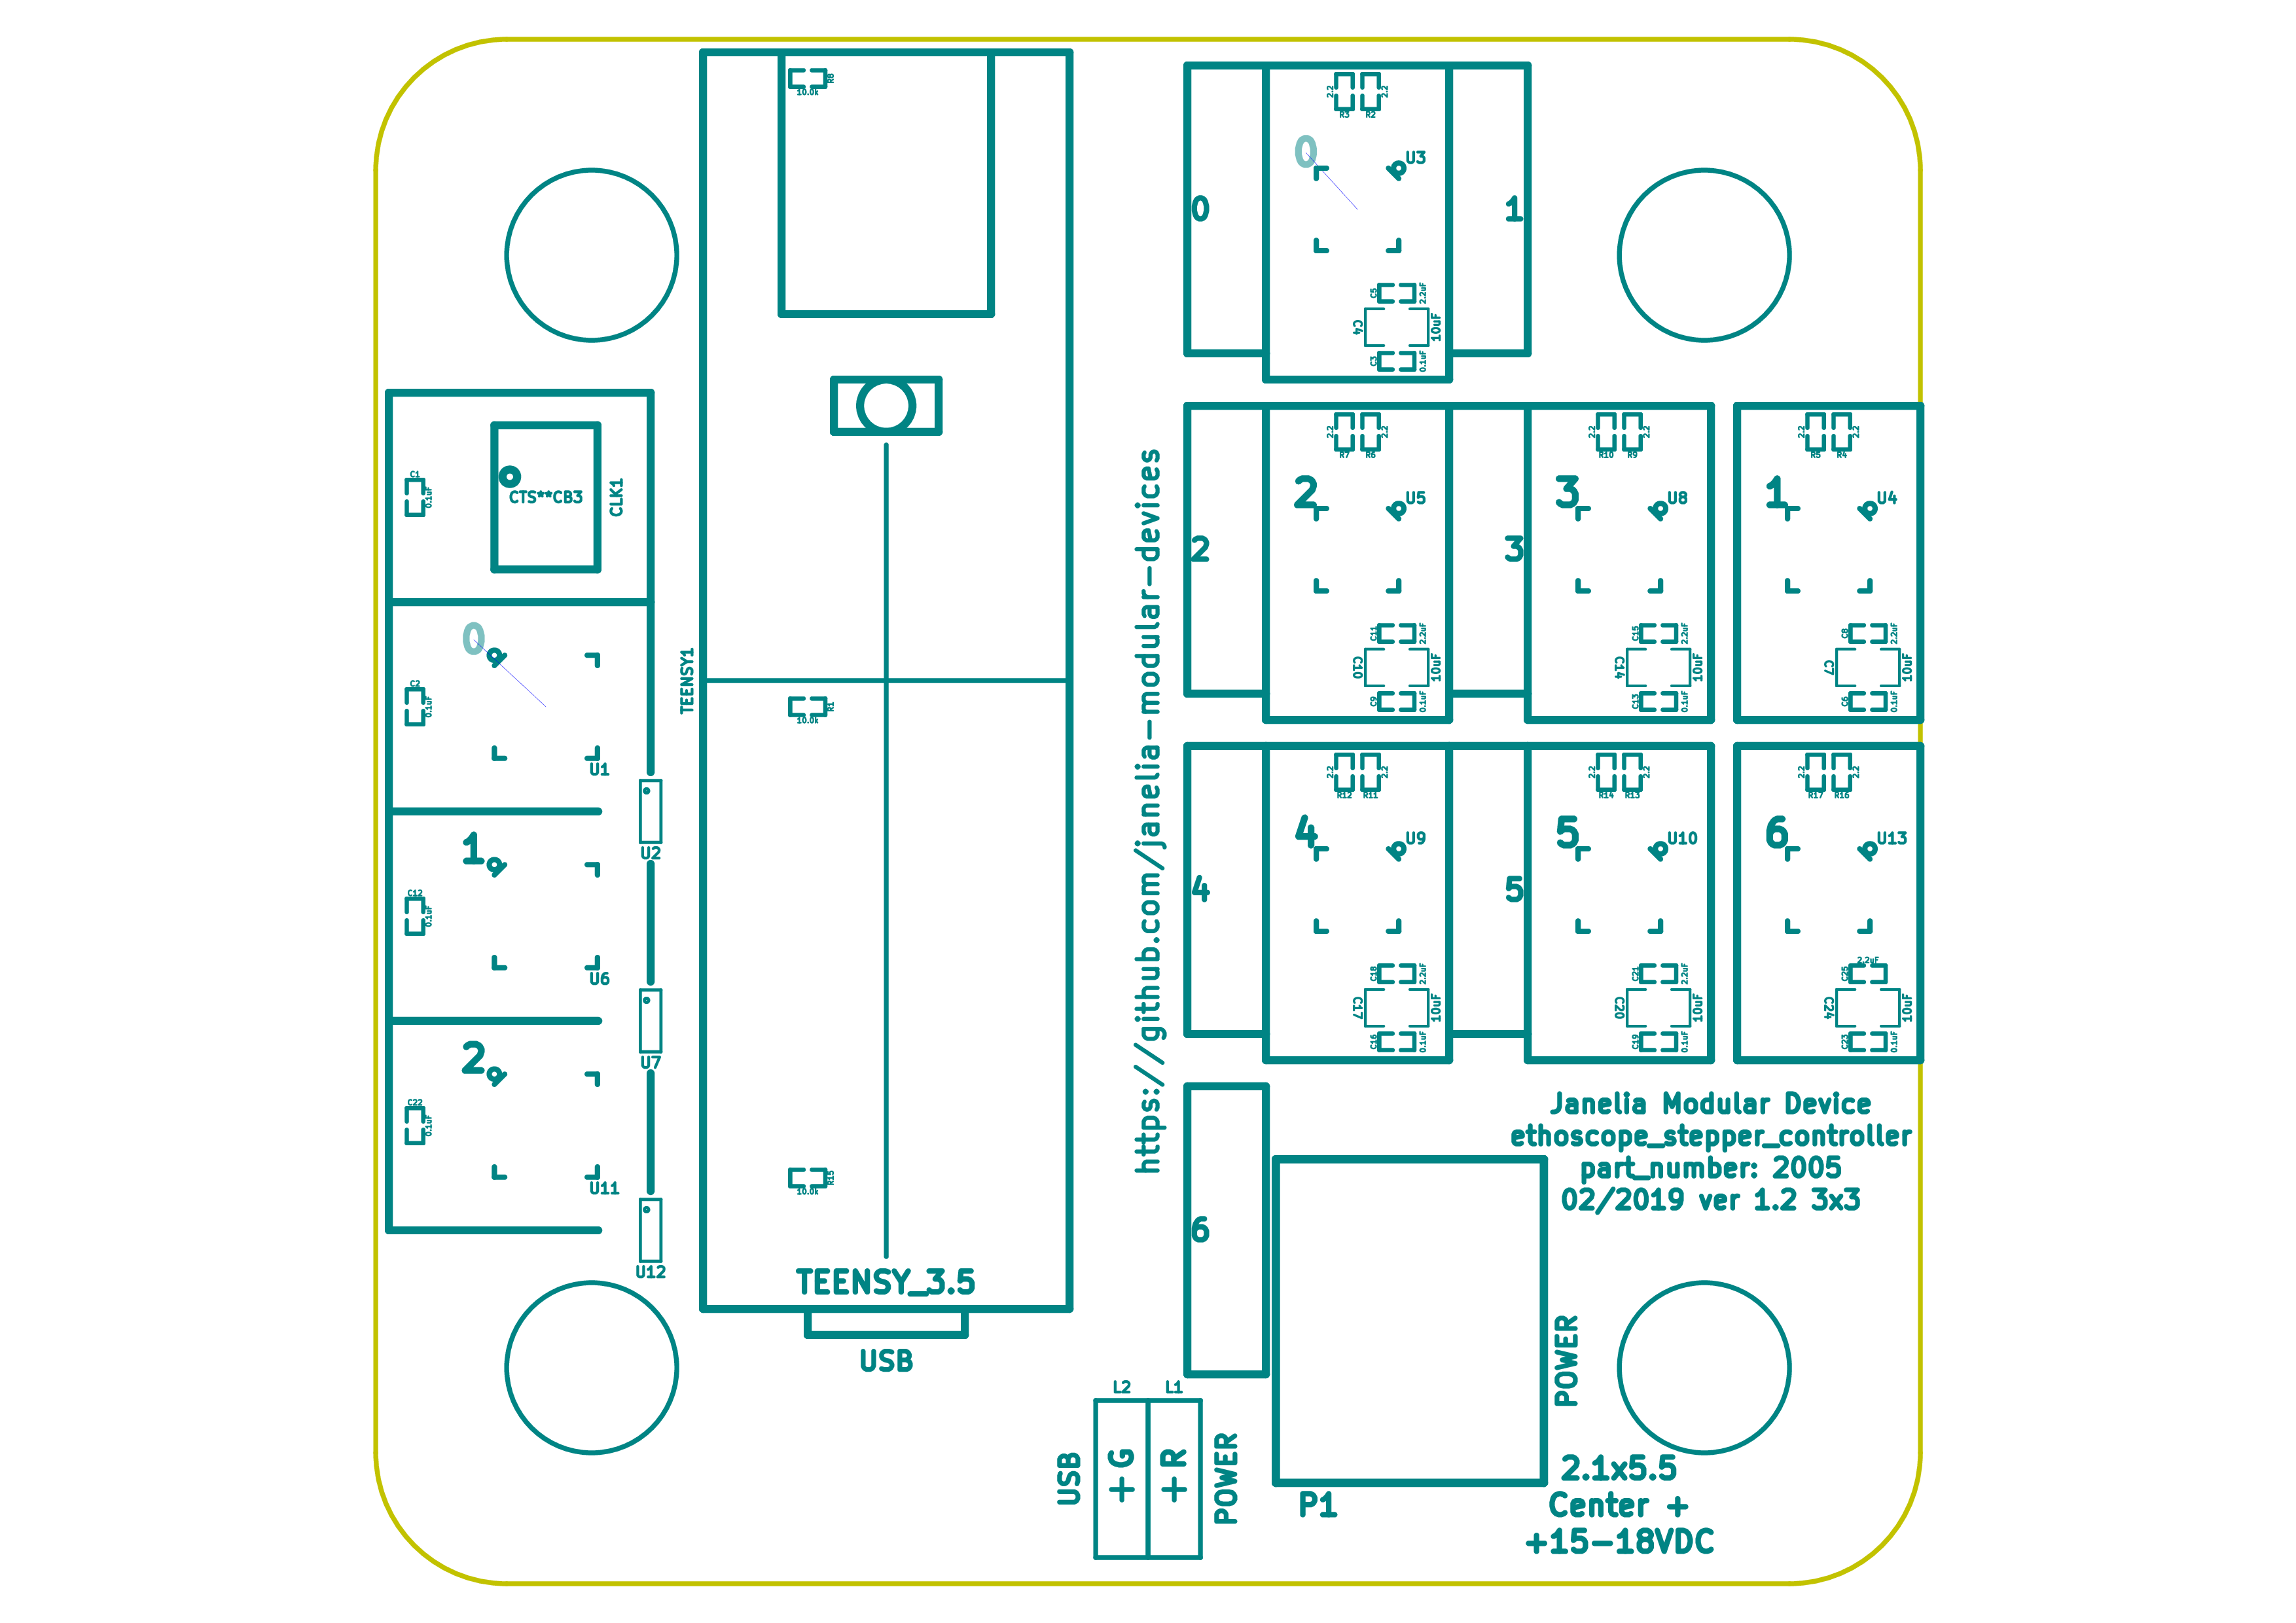 R8
10.0k
2.2
2.2
R3
R2
0
U3
0
1
C5
2.2uF
C4
10uF
C3
0.1uF
2.2
2.2
R7
R6
2.2
2.2
R10
R9
2.2
2.2
R5
R4
C1
0.1uF
CTS**CB3
CLK1
2
U5
3
U8
1
U4
2
3
C11
2.2uF
C10
10uF
C9
0.1uF
C15
2.2uF
C14
10uF
C13
0.1uF
C8
2.2uF
C7
10uF
C6
0.1uF
0
C2
0.1uF
U1
TEENSY1
R1
10.0k
https://github.com/janelia-modular-devices
2.2
2.2
R12
R11
2.2
2.2
R14
R13
2.2
2.2
R17
R16
1
U2
C12
0.1uF
U6
4
U9
5
U10
6
U13
4
5
C18
2.2uF
C17
10uF
C16
0.1uF
C21
2.2uF
C20
10uF
C19
0.1uF
2.2uF
C25
C24
10uF
C23
0.1uF
2
U7
C22
0.1uF
U11
U12
R15
10.0k
TEENSY_3.5
USB
Janelia Modular Device
ethoscope_stepper_controller
part_number: 2005
02/2019 ver 1.2 3x3
6
POWER
L2
L1
USB
+G
+R
POWER
P1
2.1x5.5
Center +
+15-18VDC